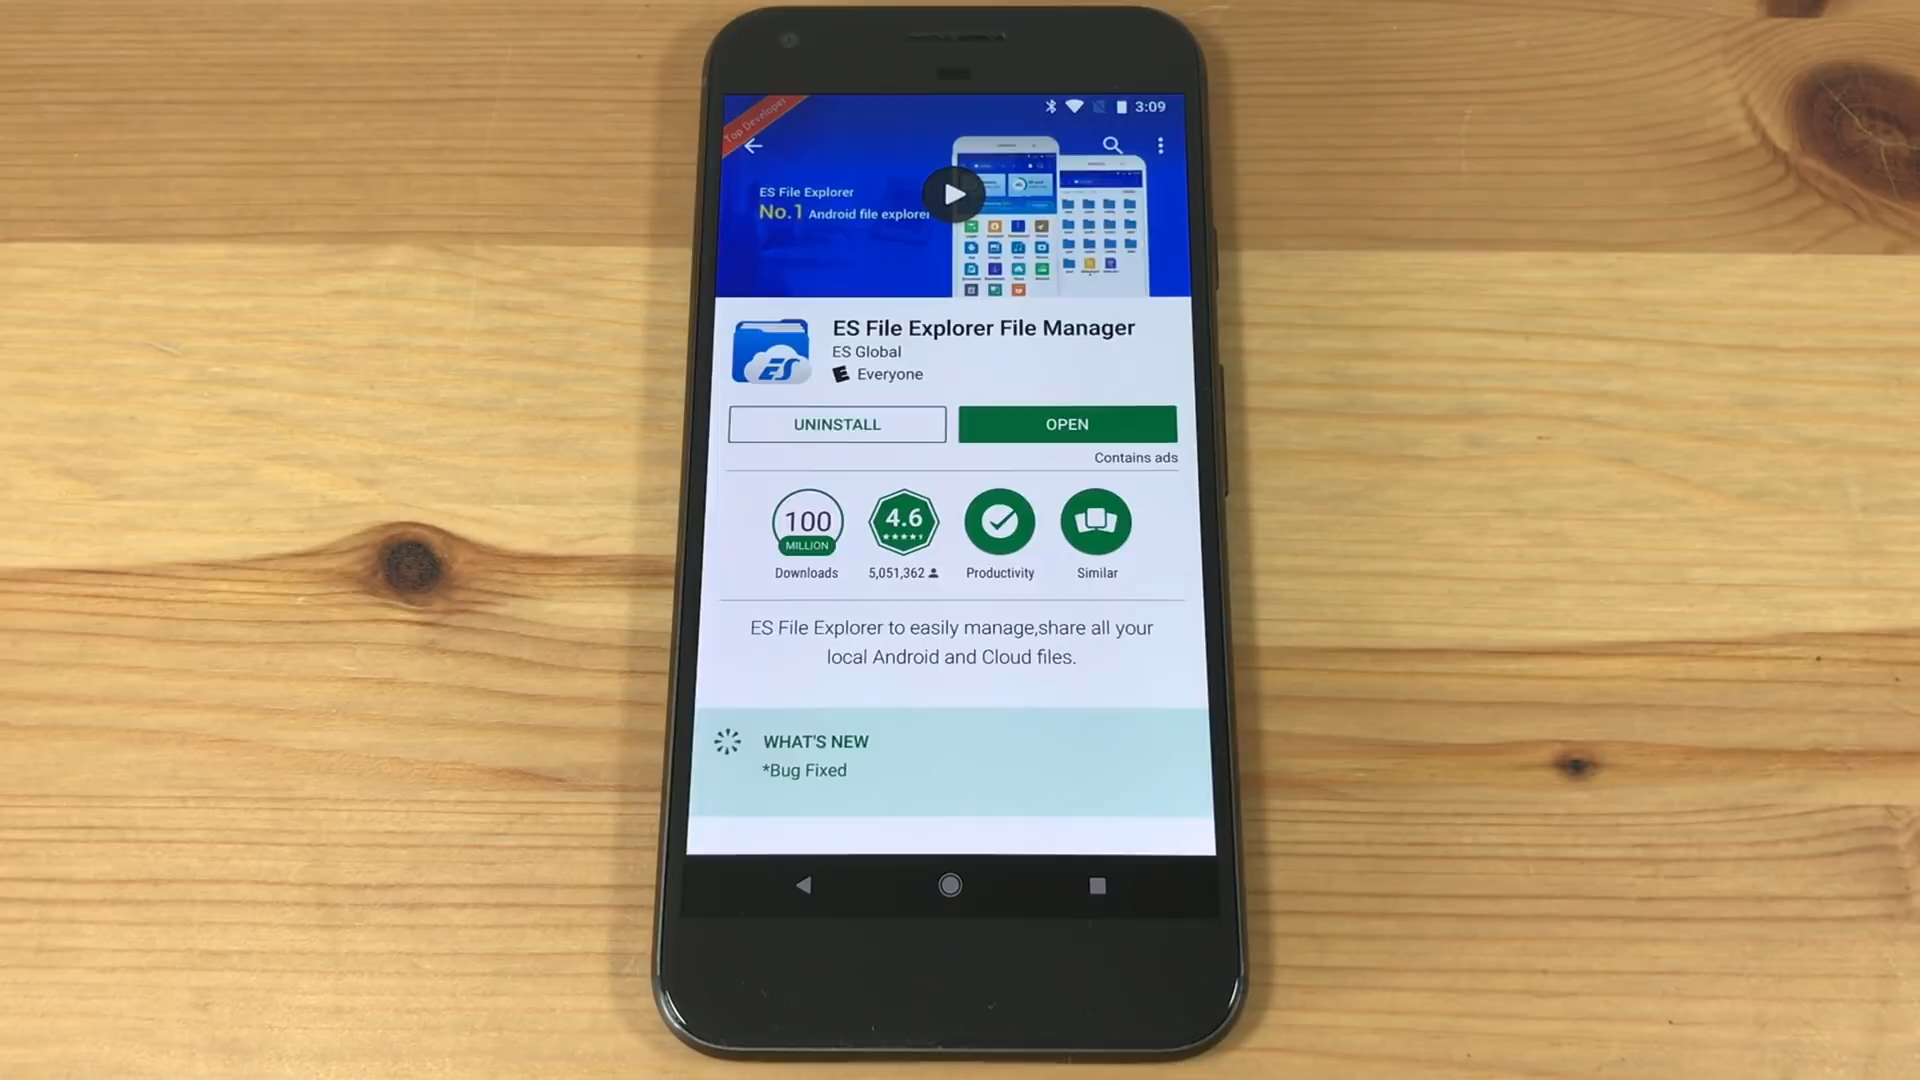 Top Developer
3:09
ES File Explorer
No.1 Android file explorer
ES File Explorer File Manager
ES Global
E Everyone
ES
UNINSTALL
OPEN
Contains ads
100
MILLION
4.6
Downloads
5,051,362
Productivity
Similar
ES File Explorer to easily manage,share all your
local Android and Cloud files.
WHAT'S NEW
*Bug Fixed